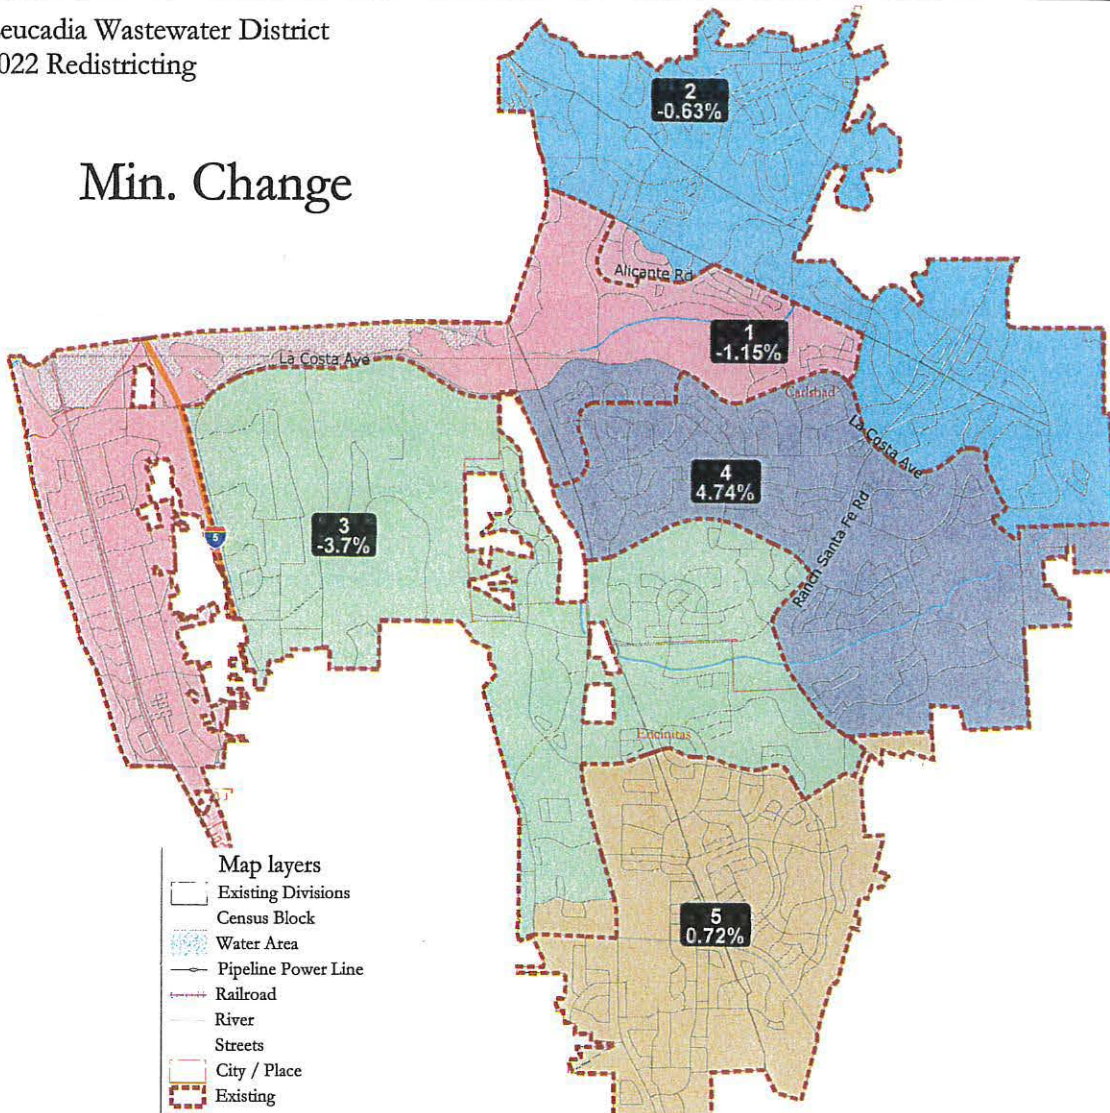 eucadia Wastewater District
022 Redistricting
Min. Change
2
-0.63%
Alicante Rd
1
-1.15%
La Costa Ave
Carlsbad
La Costa Ave
4
4.74%
3
-3.7%
5
Ranch Santa Fe Rd
Encinitas
5
0.72%
Map layers
Existing Divisions
Census Block
Water Area
Pipeline Power Line
Railroad
River
Streets
City / Place
Existing